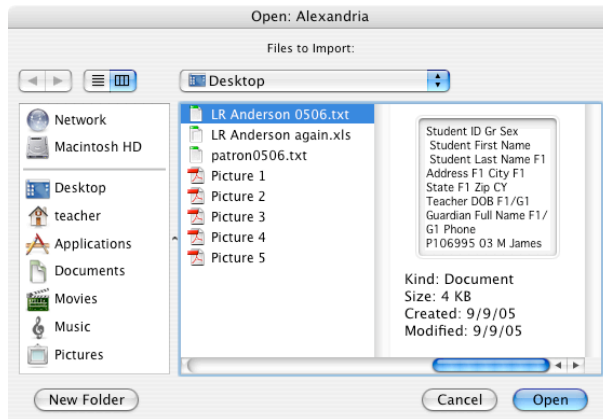 Open: Alexandria
Files to Import:
Desktop
Network
Macintosh HD
Desktop
teacher
Applications
Documents
Movies
Music
Pictures
LR Anderson 0506.txt
LR Anderson again.xls
patron0506.txt
Picture 1
Picture 2
Picture 3
Picture 4
Picture 5
Student ID Gr Sex
Student First Name
Student Last Name F1
Address F1 City F1
State F1 Zip CY
Teacher DOB F1/G1
Guardian Full Name F1/
G1 Phone
P106995 03 M James
Kind: Document
Size: 4 KB
Created: 9/9/05
Modified: 9/9/05
New Folder
Cancel
Open